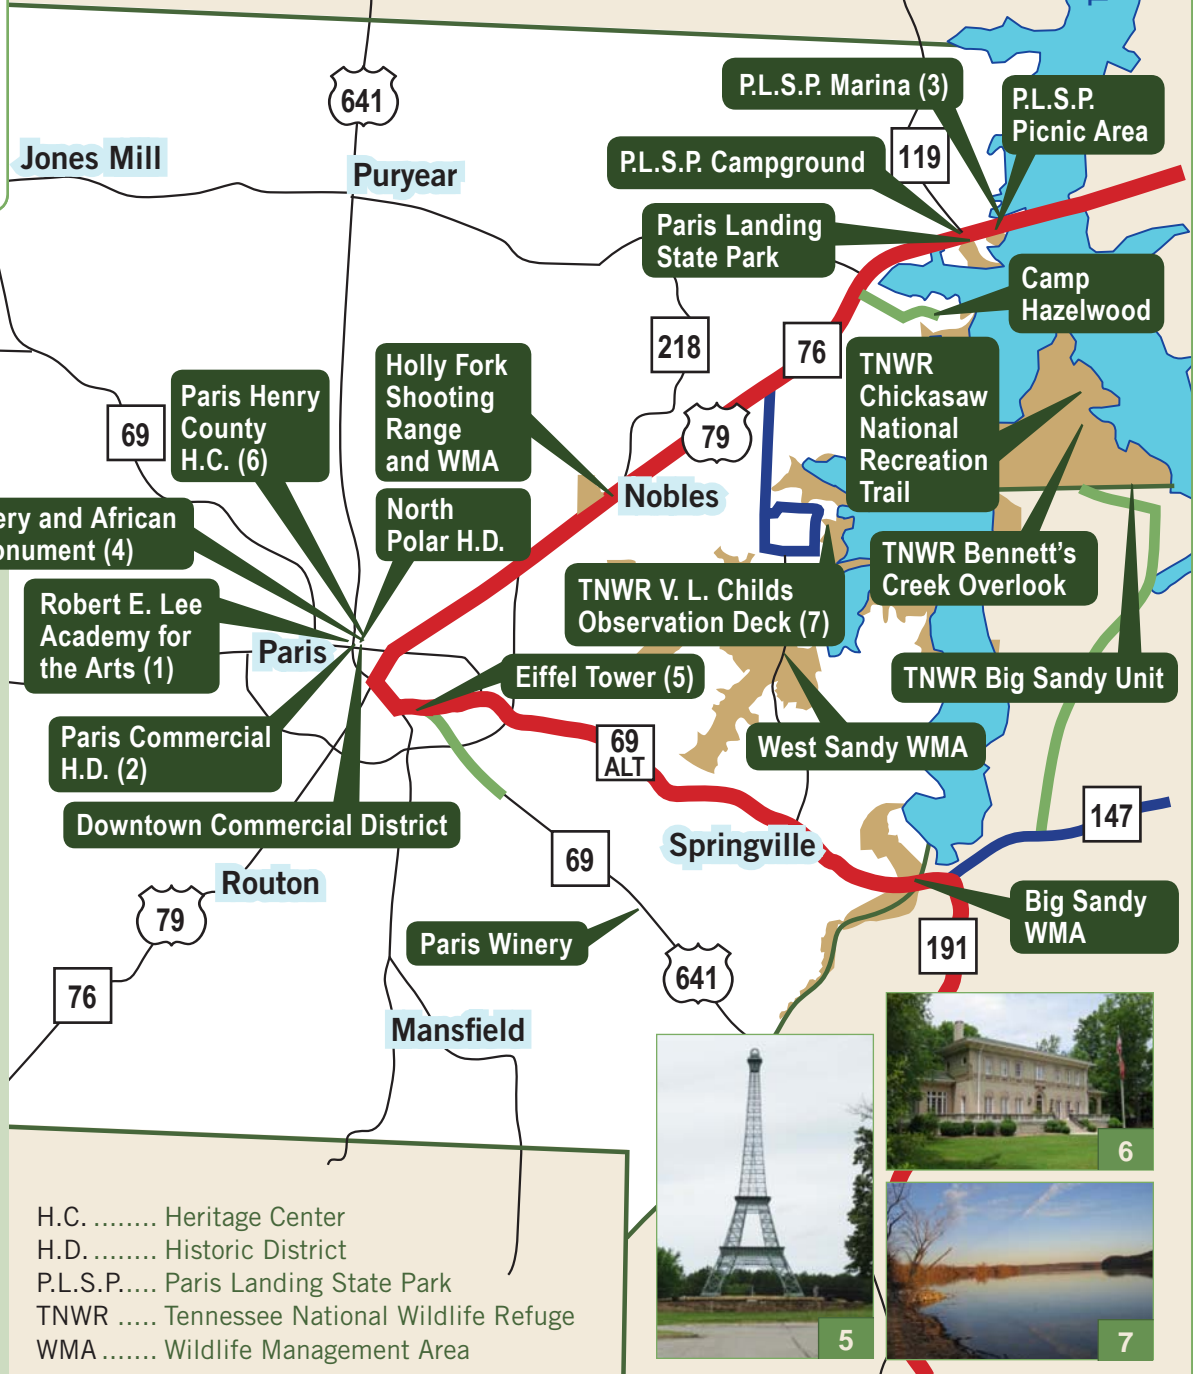 641
P.L.S.P. Marina (3)
P.L.S.P.
Picnic Area
Jones Mill
Puryear
P.L.S.P. Campground
119
Paris Landing
State Park
Camp
Hazelwood
218
76
Holly Fork
Shooting
Range
and WMA
TNWR
Chickasaw
National
Recreation
Trail
Paris Henry
County
H.C. (6)
69
79
Nobles
North
Polar H.D.
ery and African
onument (4)
TNWR Bennett's
Creek Overlook
TNWR V. L. Childs
Observation Deck (7)
Robert E. Lee
Academy for
the Arts (1)
Paris
Eiffel Tower (5)
TNWR Big Sandy Unit
Paris Commercial
H.D. (2)
69
ALT
West Sandy WMA
Downtown Commercial District
147
Springville
69
Routon
79
Big Sandy
WMA
Paris Winery
191
641
76
Mansfield
6
5
7
H.C. ........ Heritage Center
H.D. ........ Historic District
P.L.S.P..... Paris Landing State Park
TNWR ..... Tennessee National Wildlife Refuge
WMA ....... Wildlife Management Area